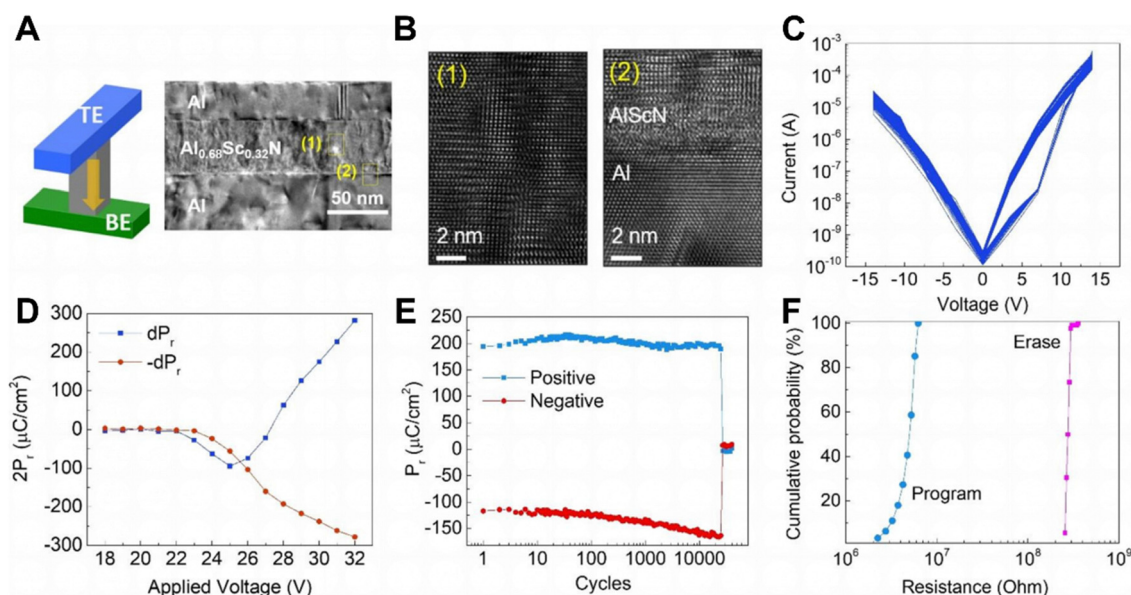 A
TE
BE
Al
Al0.68Sc0.32N
Al
(1)
(2)
50 nm
B
(1)
2 nm
(2)
AlScN
Al
2 nm
C
Current (A)
10-3
10-4
10-5
10-6
10-7
10-8
10-9
10-10
-15 -10 -5 0 5 10 15
Voltage (V)
D
2Pr (μC/cm2)
300
200
100
0
-100
-200
-300
dPr
-dPr
18 20 22 24 26 28 30 32
Applied Voltage (V)
E
Pr (μC/cm2)
250
200
150
100
50
0
-50
-100
-150
Positive
Negative
1 10 100 1000 10000
Cycles
F
Cumulative probability (%)
100
80
60
40
20
Erase
Program
106 107 108 109
Resistance (Ohm)